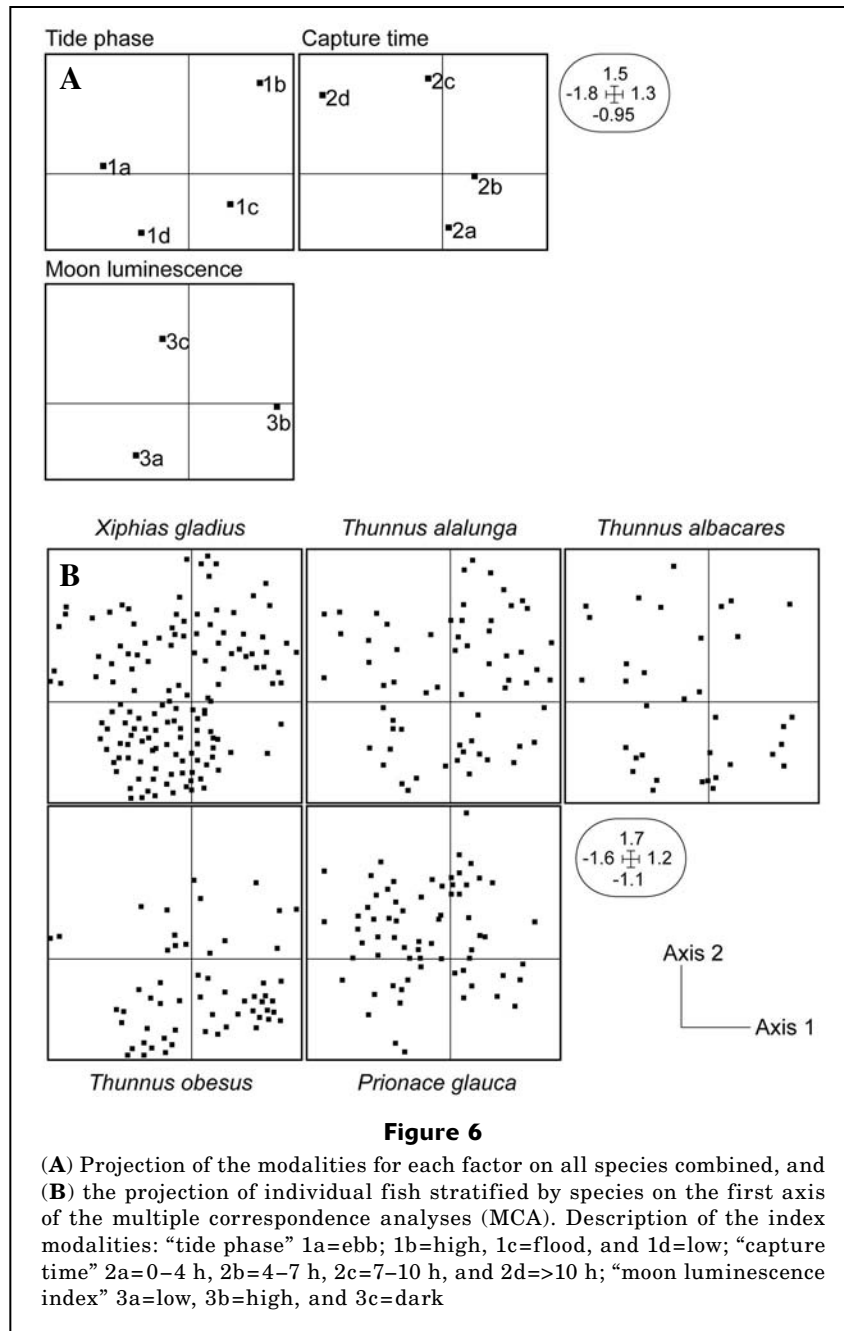 Tide phase
Capture time
A
1b
1a
1c
1d
2c
2d
2b
2a
1.5
-1.8 1.3
-0.95
Moon luminescence
3c
3b
3a
Xiphias gladius
Thunnus alalunga
Thunnus albacares
B
1.7
-1.6 1.2
-1.1
Axis 2
Axis 1
Thunnus obesus
Prionace glauca
Figure 6
(A) Projection of the modalities for each factor on all species combined, and
(B) the projection of individual fish stratified by species on the first axis
of the multiple correspondence analyses (MCA). Description of the index
modalities: “tide phase” 1a=ebb; 1b=high, 1c=flood, and 1d=low; “capture
time” 2a=0–4 h, 2b=4–7 h, 2c=7–10 h, and 2d=>10 h; “moon luminescence
index” 3a=low, 3b=high, and 3c=dark